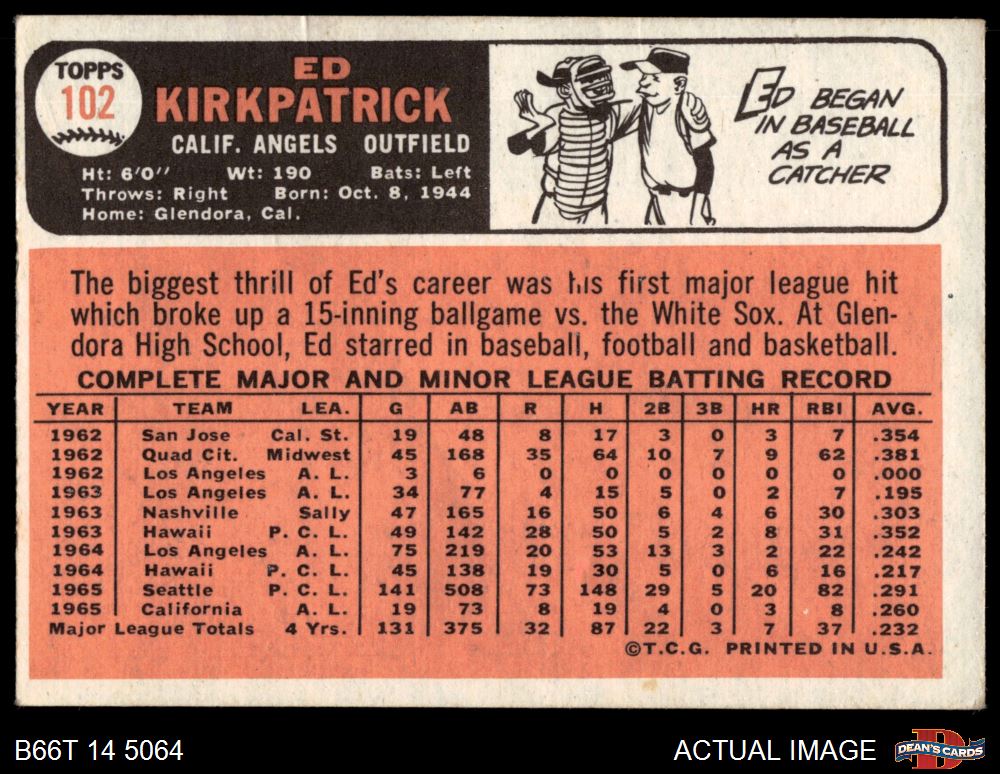 TOPPS
102
ED
KIRKPATRICK
CALIF. ANGELS OUTFIELD
Ht: 6'0" Wt: 190 Bats: Left
Throws: Right Born: Oct. 8, 1944
Home: Glendora, Cal.
ED BEGAN
IN BASEBALL
AS A
CATCHER
The biggest thrill of Ed's career was his first major league hit
which broke up a 15-inning ballgame vs. the White Sox. At Glen-
dora High School, Ed starred in baseball, football and basketball.
COMPLETE MAJOR AND MINOR LEAGUE BATTING RECORD
YEAR TEAM LEA. G AB R H 2B 3B HR RBI AVG.
1962 San Jose Cal. St. 19 48 8 17 3 0 3 7 .354
1962 Quad Cit. Midwest 45 168 35 64 10 7 9 62 .381
1962 Los Angeles A. L. 3 6 0 0 0 0 0 0 .000
1963 Los Angeles A. L. 34 77 4 15 5 0 2 7 .195
1963 Nashville Sally 47 165 16 50 6 4 6 30 .303
1963 Hawaii P. C. L. 49 142 28 50 5 2 8 31 .352
1964 Los Angeles A. L. 75 219 20 53 13 3 2 22 .242
1964 Hawaii P. C. L. 45 138 19 30 5 0 6 16 .217
1965 Seattle P. C. L. 141 508 73 148 29 5 20 82 .291
1965 California A. L. 19 73 8 19 4 0 3 8 .260
Major League Totals 4 Yrs. 131 375 32 87 22 3 7 37 .232
©T.C.G. PRINTED IN U.S.A.
B66T 14 5064
ACTUAL IMAGE
DEAN'S CARDS